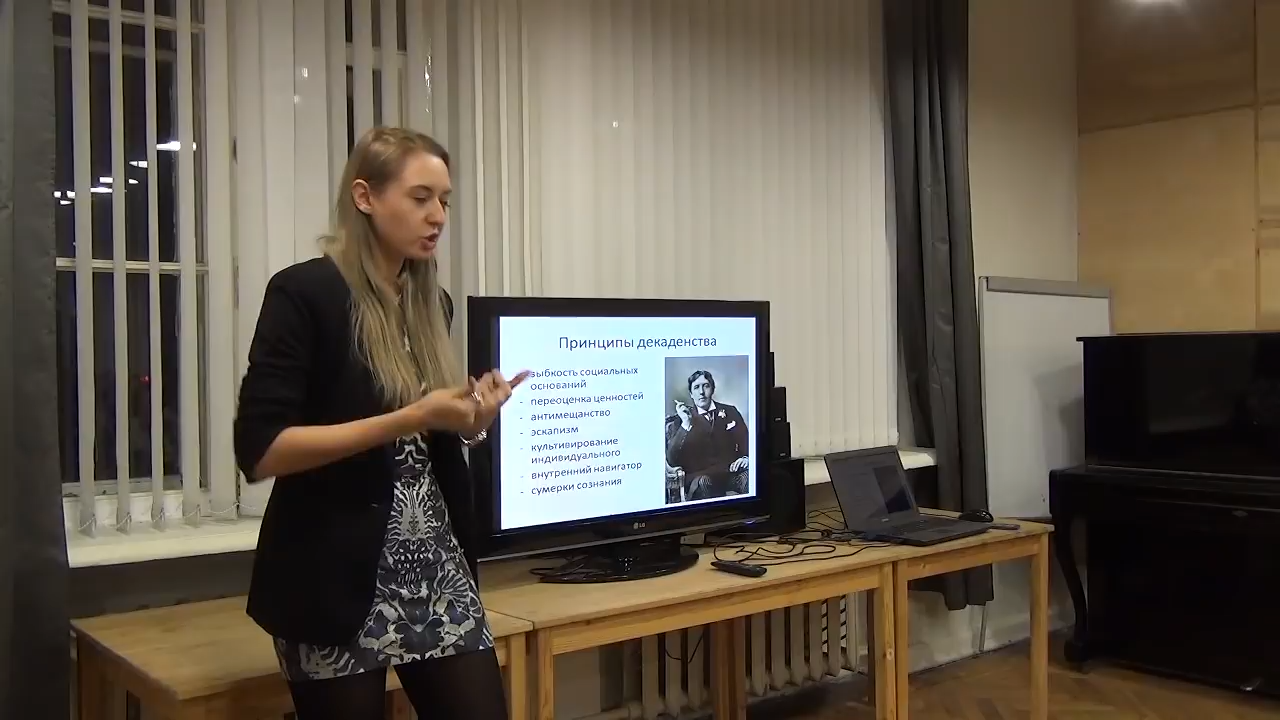 Принципы декаденства
зыбкость социальных
оснований
- переоценка ценностей
- антимещанство
- эскапизм
- культивирование
индивидуального
- внутренний навигатор
- сумерки сознания
LG